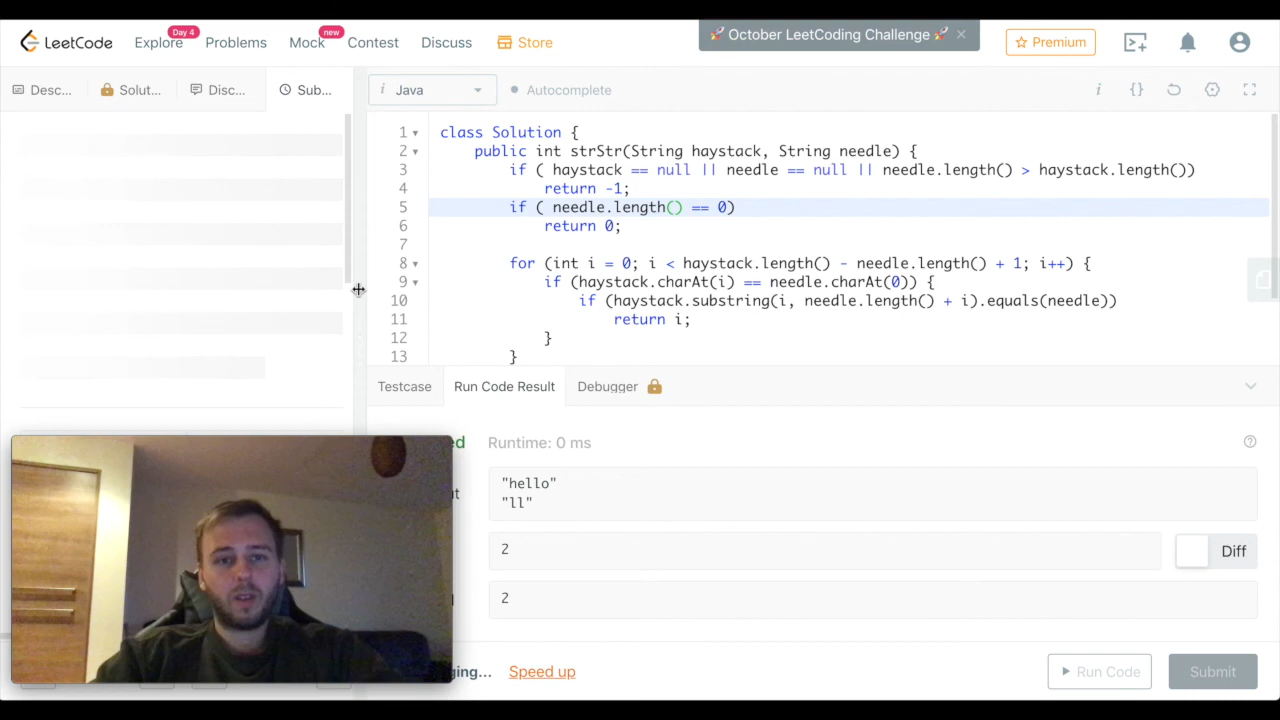 LeetCode
Explore
Day 4
Problems
Mock
new
Contest
Discuss
Store
🚀 October LeetCoding Challenge 🚀 ×
Premium
Desc...
Solut...
Disc...
Sub...
i Java
Autocomplete
i {}
1 class Solution {
2 public int strStr(String haystack, String needle) {
3 if ( haystack == null || needle == null || needle.length() > haystack.length())
4 return -1;
5 if ( needle.length() == 0)
6 return 0;
7
8 for (int i = 0; i < haystack.length() - needle.length() + 1; i++) {
9 if (haystack.charAt(i) == needle.charAt(0)) {
10 if (haystack.substring(i, needle.length() + i).equals(needle))
11 return i;
12 }
13 }
Testcase
Run Code Result
Debugger
ed
Runtime: 0 ms
?
ut
"hello"
"ll"
2
Diff
2
ging...
Speed up
Run Code
Submit